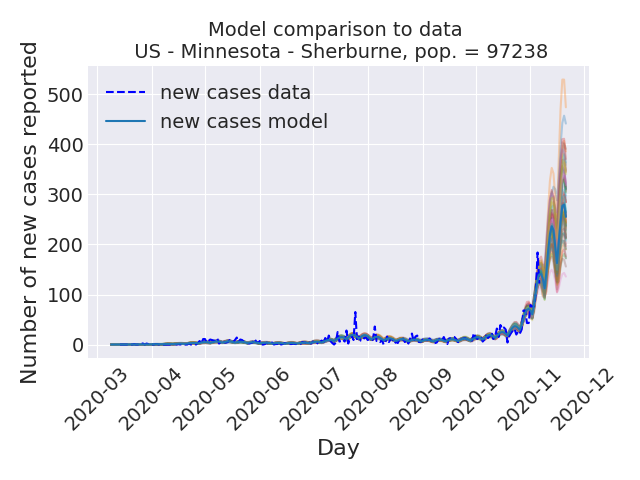 Model comparison to data
US - Minnesota - Sherburne, pop. = 97238
Number of new cases reported
500
400
300
200
100
0
new cases data
new cases model
2020-03
2020-04
2020-05
2020-06
2020-07
2020-08
2020-09
2020-10
2020-11
2020-12
Day